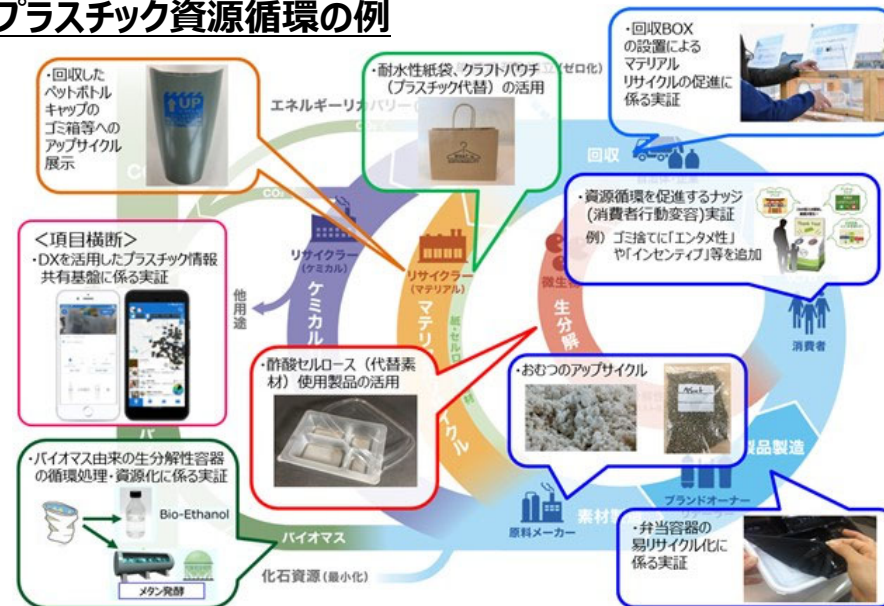 プラスチック資源循環の例
・回収した
ペットボトル
キャップの
ゴミ箱等への
アップサイクル
展示
UP
・耐水性紙袋、クラフトパウチ
（プラスチック代替）の活用
（ゼロ化）
エネルギーリカバリー
・回収BOX
の設置による
マテリアル
リサイクルの促進に
係る実証
回収
・資源循環を促進するナッジ
（消費者行動変容）実証
例）ゴミ捨てに「エンタメ性」
や「インセンティブ」等を追加
消費者
＜項目横断＞
・DXを活用したプラスチック情報
共有基盤に係る実証
他用途
リサイクラー
（ケミカル）
ケミカル
リサイクラー
（マテリアル）
マテリ
クル
紙・セルロ
微生物
生分解
・酢酸セルロース（代替素
材）使用製品の活用
・おむつのアップサイクル
・バイオマス由来の生分解性容器
の循環処理・資源化に係る実証
Bio-Ethanol
メタン発酵
バイオマス
化石資源（最小化）
原料メーカー
素材製
製品製造
ブランドオーナー
・弁当容器の
易リサイクル化に
係る実証